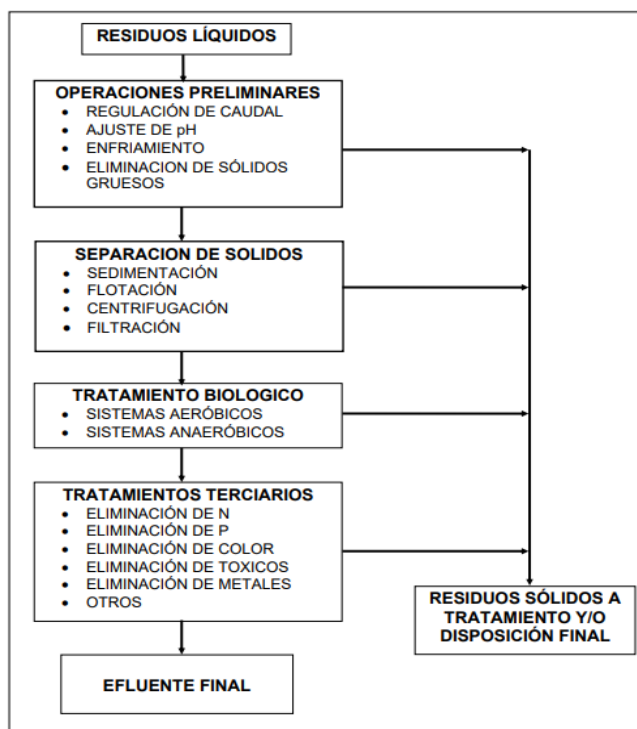 RESIDUOS LÍQUIDOS
OPERACIONES PRELIMINARES
• REGULACIÓN DE CAUDAL
• AJUSTE DE pH
• ENFRIAMIENTO
• ELIMINACION DE SÓLIDOS
GRUESOS
SEPARACION DE SOLIDOS
• SEDIMENTACIÓN
• FLOTACIÓN
• CENTRIFUGACIÓN
• FILTRACIÓN
TRATAMIENTO BIOLOGICO
• SISTEMAS AERÓBICOS
• SISTEMAS ANAERÓBICOS
TRATAMIENTOS TERCIARIOS
• ELIMINACIÓN DE N
• ELIMINACIÓN DE P
• ELIMINACIÓN DE COLOR
• ELIMINACIÓN DE TOXICOS
• ELIMINACIÓN DE METALES
• OTROS
RESIDUOS SÓLIDOS A
TRATAMIENTO Y/O
DISPOSICIÓN FINAL
EFLUENTE FINAL